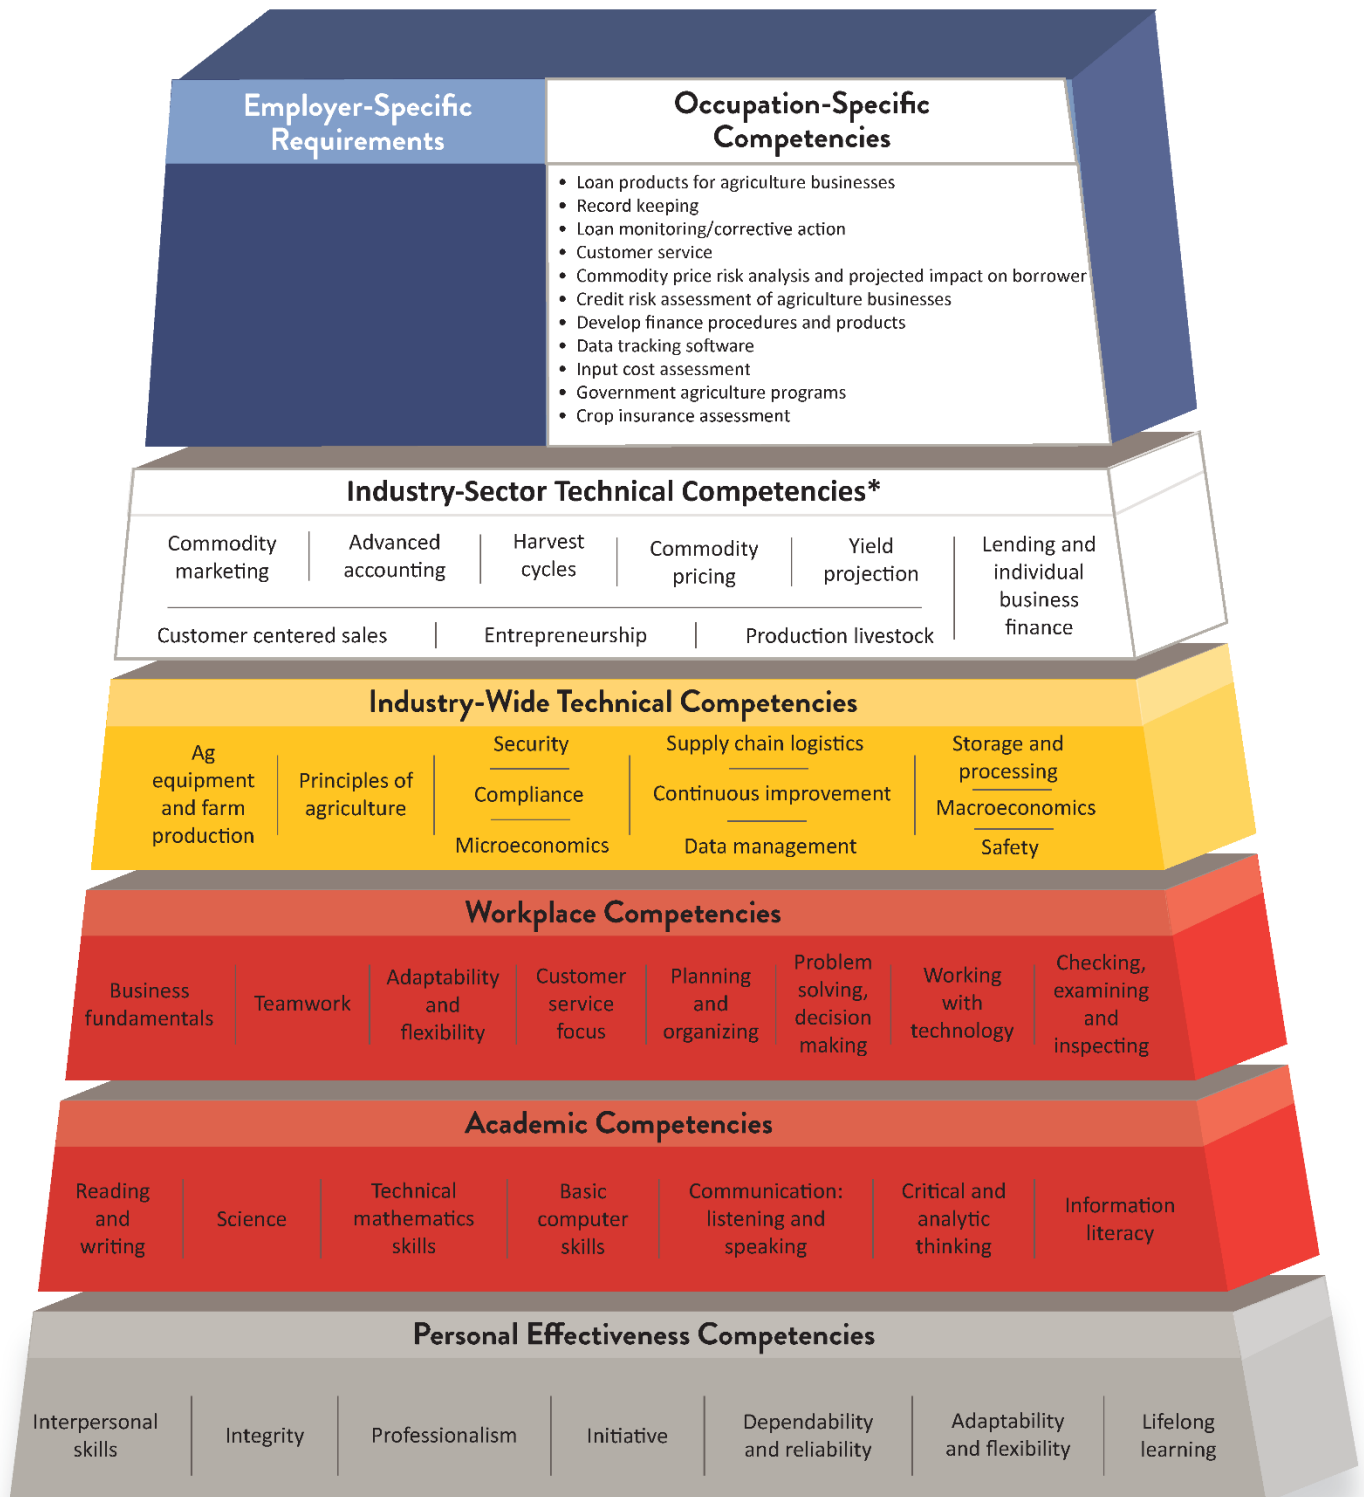 Employer-Specific
Requirements
Occupation-Specific
Competencies
• Loan products for agriculture businesses
• Record keeping
• Loan monitoring/corrective action
• Customer service
• Commodity price risk analysis and projected impact on borrower
• Credit risk assessment of agriculture businesses
• Develop finance procedures and products
• Data tracking software
• Input cost assessment
• Government agriculture programs
• Crop insurance assessment
Industry-Sector Technical Competencies*
Commodity
marketing
Advanced
accounting
Harvest
cycles
Commodity
pricing
Yield
projection
Lending and
individual
business
finance
Customer centered sales
Entrepreneurship
Production livestock
Industry-Wide Technical Competencies
Ag
equipment
and farm
production
Principles of
agriculture
Security
Compliance
Microeconomics
Supply chain logistics
Continuous improvement
Data management
Storage and
processing
Macroeconomics
Safety
Workplace Competencies
Business
fundamentals
Teamwork
Adaptability
and
flexibility
Customer
service
focus
Planning
and
organizing
Problem
solving,
decision
making
Working
with
technology
Checking,
examining
and
inspecting
Academic Competencies
Reading
and
writing
Science
Technical
mathematics
skills
Basic
computer
skills
Communication:
listening and
speaking
Critical and
analytic
thinking
Information
literacy
Personal Effectiveness Competencies
Interpersonal
skills
Integrity
Professionalism
Initiative
Dependability
and reliability
Adaptability
and flexibility
Lifelong
learning